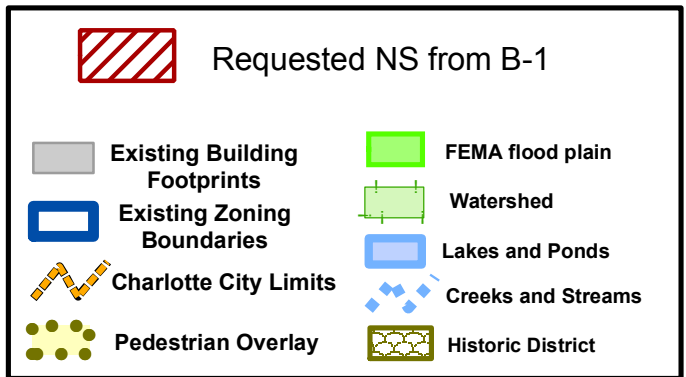 Requested NS from B-1
Existing Building
Footprints
Existing Zoning
Boundaries
Charlotte City Limits
Pedestrian Overlay
FEMA flood plain
Watershed
Lakes and Ponds
Creeks and Streams
Historic District